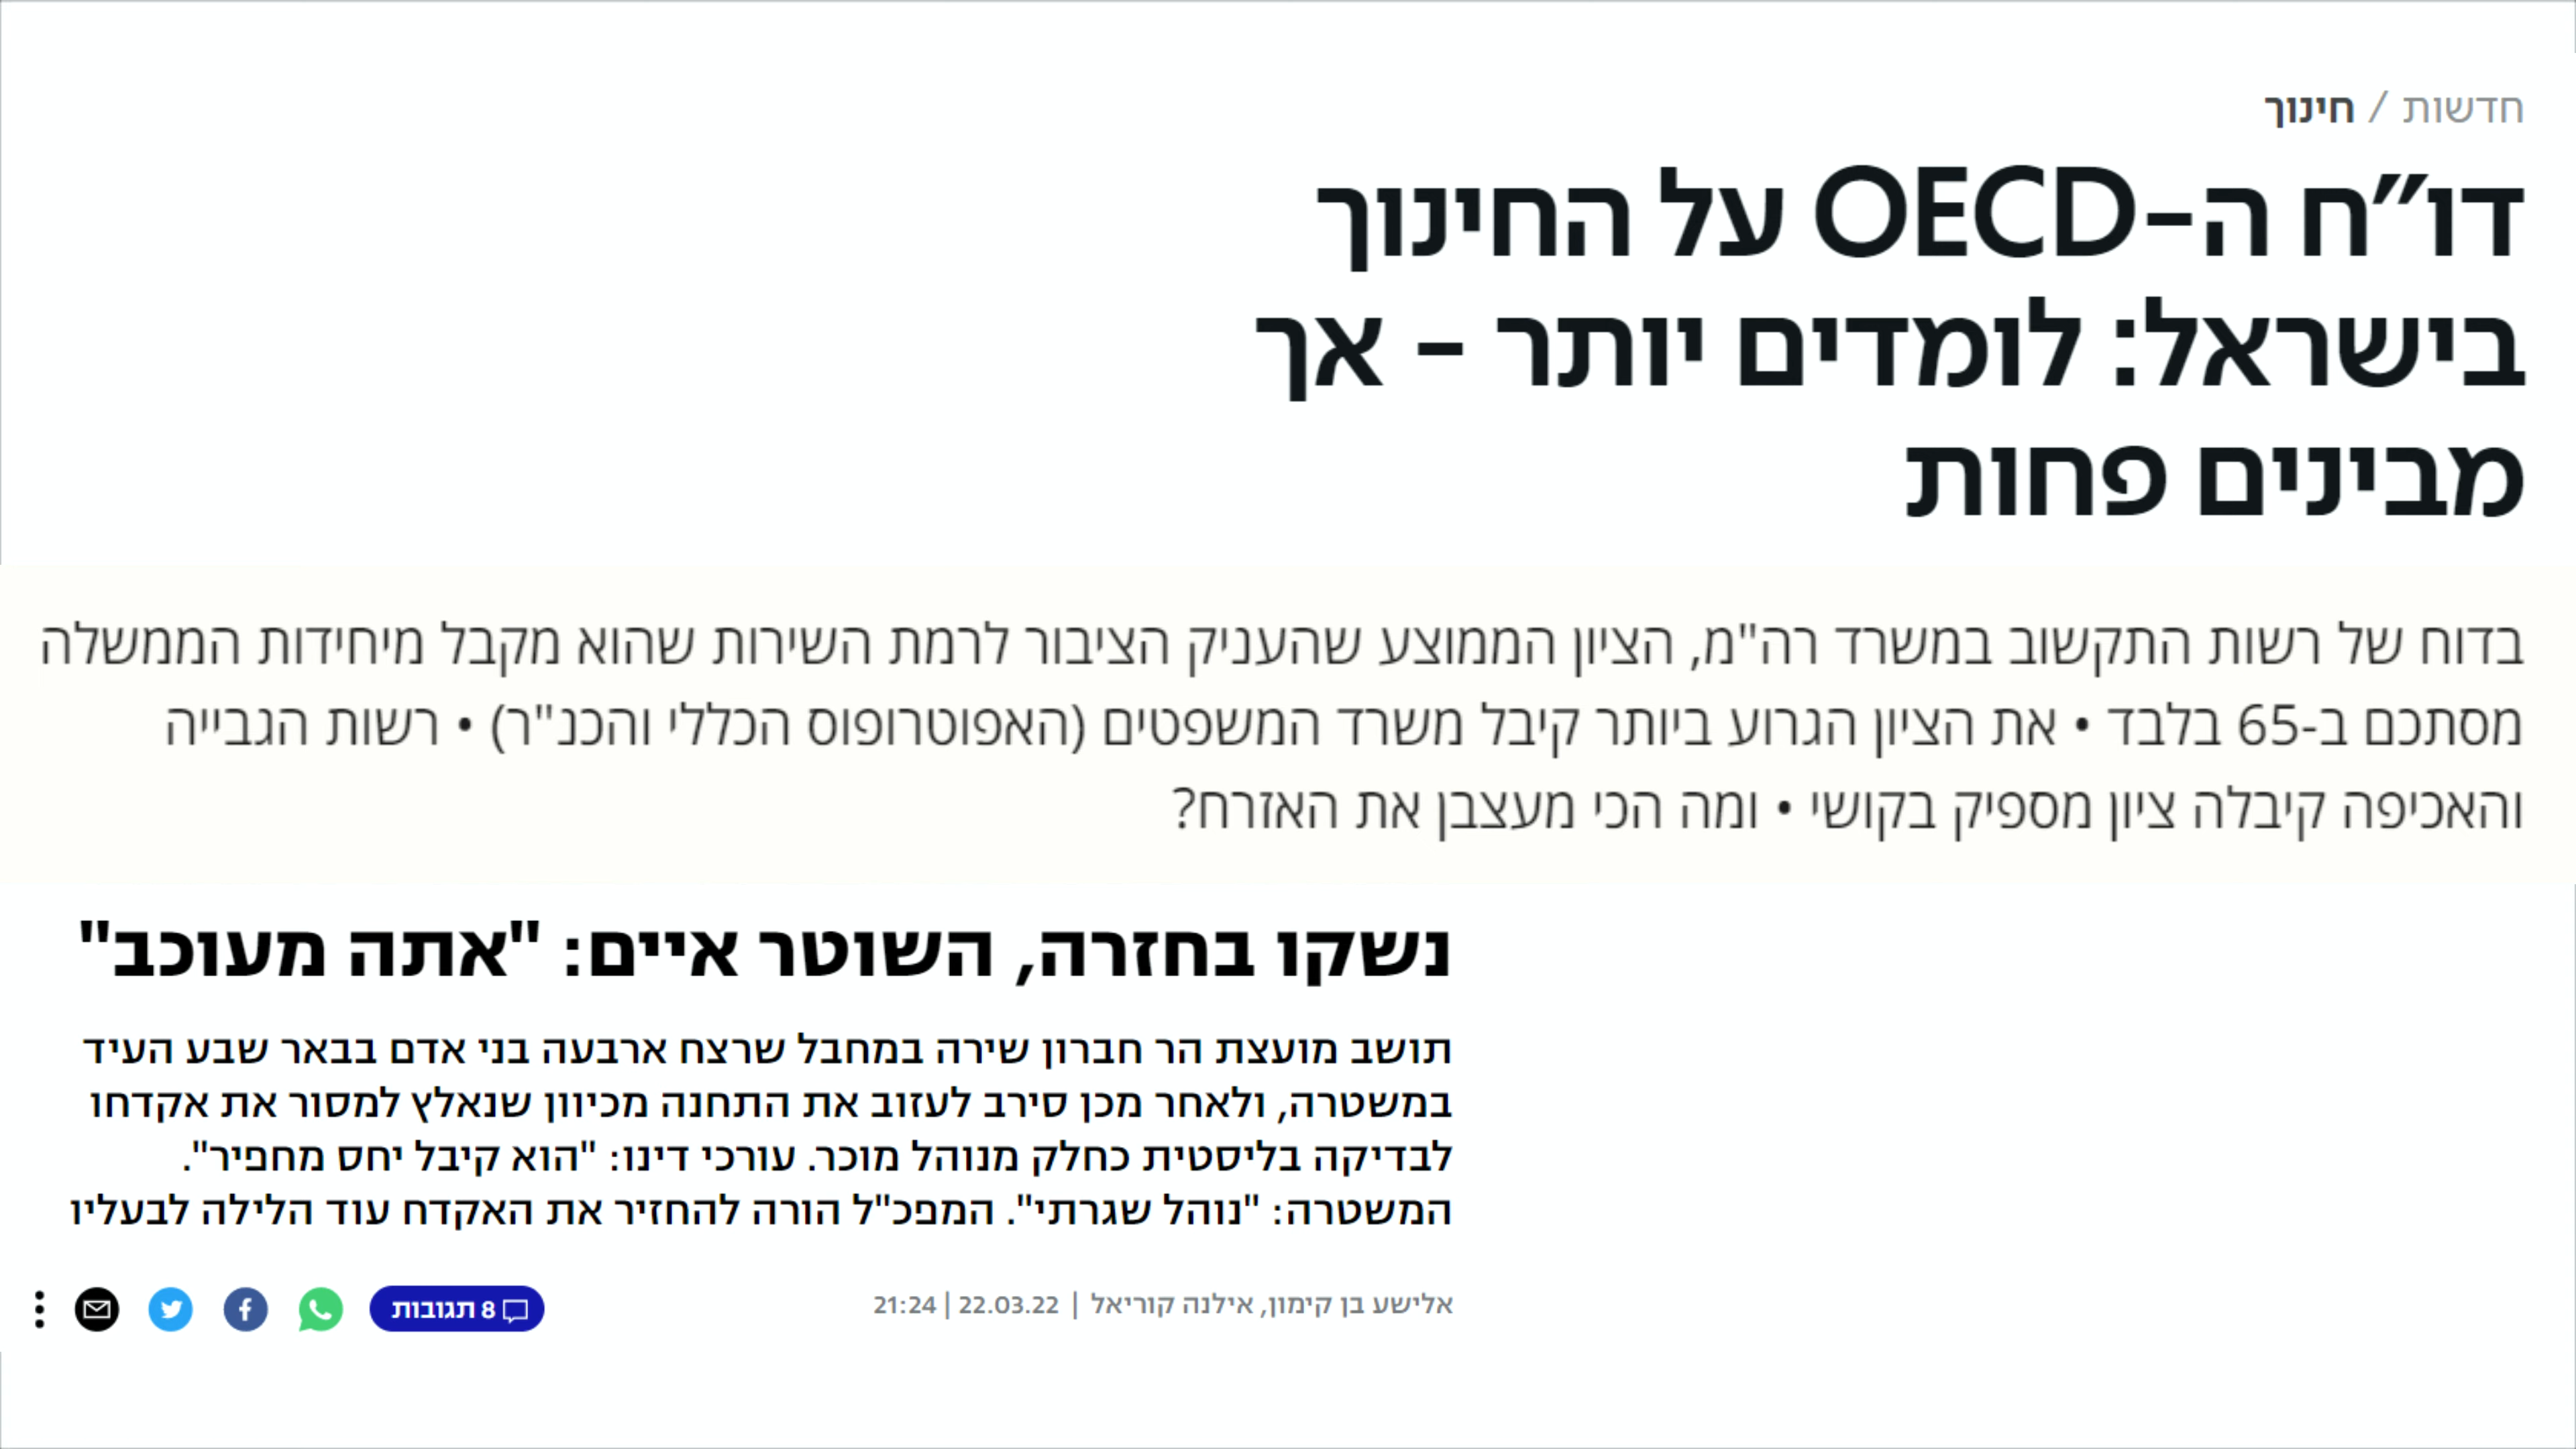 חדשות / חינוך
דו״ח ה-OECD על החינוך
בישראל: לומדים יותר - אך
מבינים פחות
בדוח של רשות התקשוב במשרד רה"מ, הציון הממוצע שהעניק הציבור לרמת השירות שהוא מקבל מיחידות הממשלה
מסתכם ב-65 בלבד • את הציון הגרוע ביותר קיבל משרד המשפטים (האפוטרופוס הכללי והכנ"ר) • רשות הגבייה
והאכיפה קיבלה ציון מספיק בקושי • ומה הכי מעצבן את האזרח?
נשקו בחזרה, השוטר איים: "אתה מעוכב"
תושב מועצת הר חברון שירה במחבל שרצח ארבעה בני אדם בבאר שבע העיד
במשטרה, ולאחר מכן סירב לעזוב את התחנה מכיוון שנאלץ למסור את אקדחו
לבדיקה בליסטית כחלק מנוהל מוכר. עורכי דינו: "הוא קיבל יחס מחפיר".
המשטרה: "נוהל שגרתי". המפכ"ל הורה להחזיר את האקדח עוד הלילה לבעליו
אלישע בן קימון, אילנה קוריאל | 22.03.22 | 21:24
8 תגובות